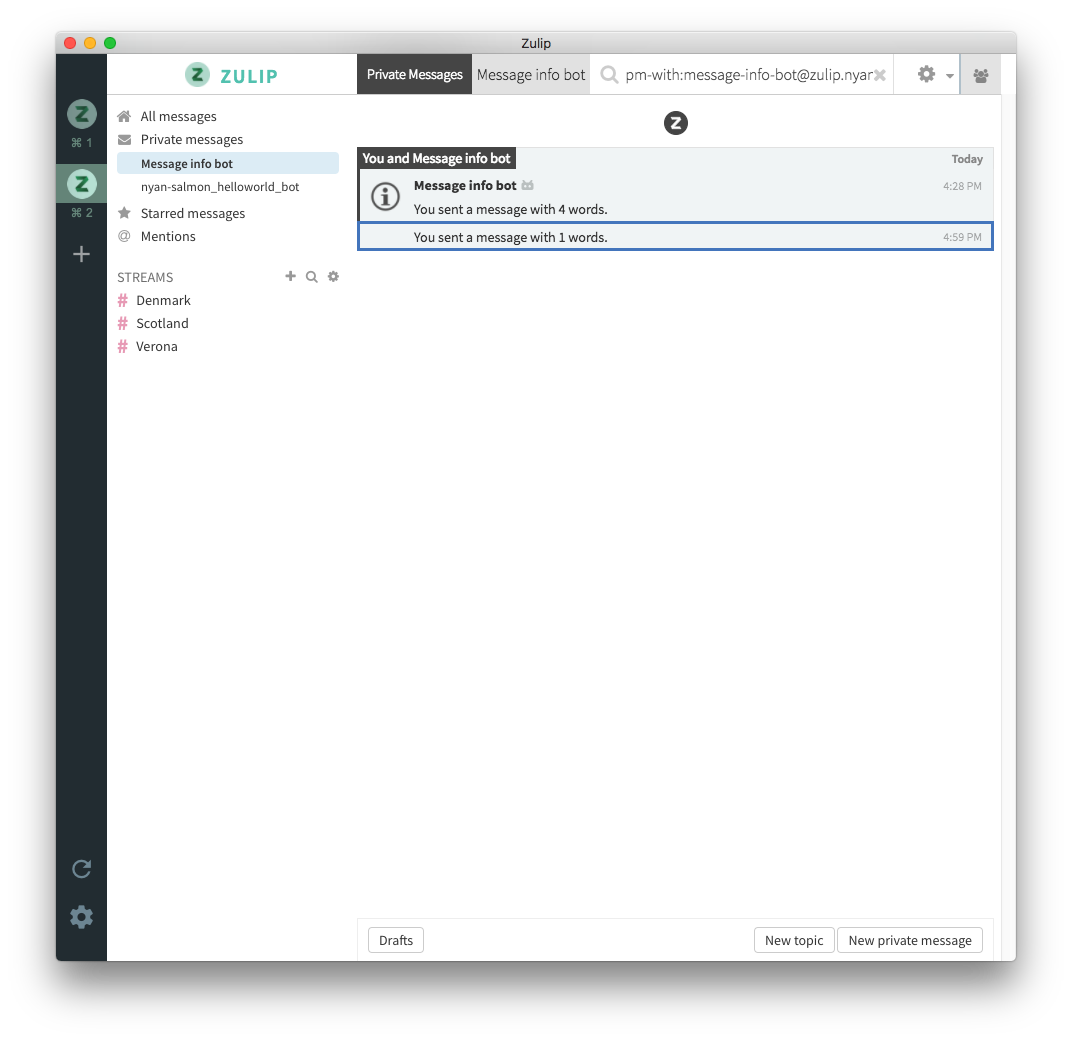 Zulip
ZULIP
Private Messages Message info bot pm-with:message-info-bot@zulip.nyar
⌘ 1
⌘ 2
All messages
Private messages
Message info bot
nyan-salmon_helloworld_bot
Starred messages
@ Mentions
STREAMS
# Denmark
# Scotland
# Verona
You and Message info bot Today
Message info bot 4:28 PM
You sent a message with 4 words.
You sent a message with 1 words. 4:59 PM
Drafts New topic New private message